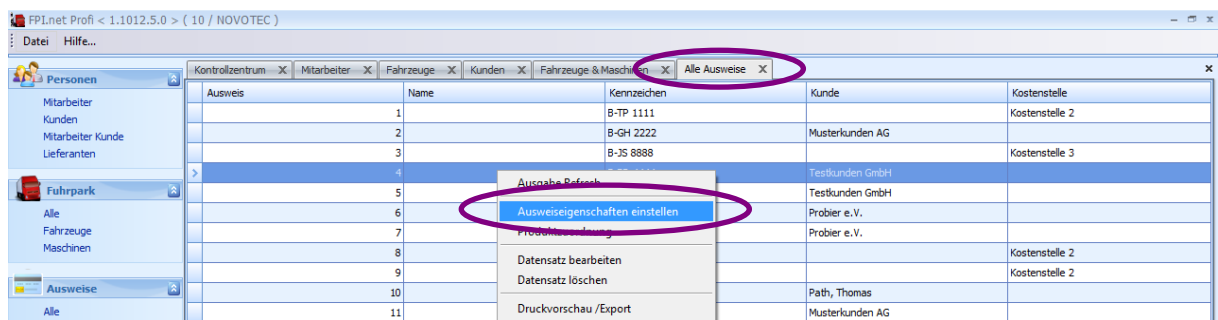 FPI.net Profi < 1.1012.5.0 > ( 10 / NOVOTEC )
Datei Hilfe...
Personen
Mitarbeiter
Kunden
Mitarbeiter Kunde
Lieferanten
Fuhrpark
Alle
Fahrzeuge
Maschinen
Ausweise
Alle
Kontrollzentrum X Mitarbeiter X Fahrzeuge X Kunden X Fahrzeuge & Maschinen X Alle Ausweise X
Ausweis Name Kennzeichen Kunde Kostenstelle
1 B-TP 1111 Kostenstelle 2
2 B-GH 2222 Musterkunden AG
3 B-JS 8888 Kostenstelle 3
4 Testkunden GmbH
5 Testkunden GmbH
6 Probier e.V.
7 Probier e.V.
8 Kostenstelle 2
9 Kostenstelle 2
10 Path, Thomas
11 Musterkunden AG
Ausgabe Refresh
Ausweiseigenschaften einstellen
Produktzuordnung
Datensatz bearbeiten
Datensatz löschen
Druckvorschau /Export